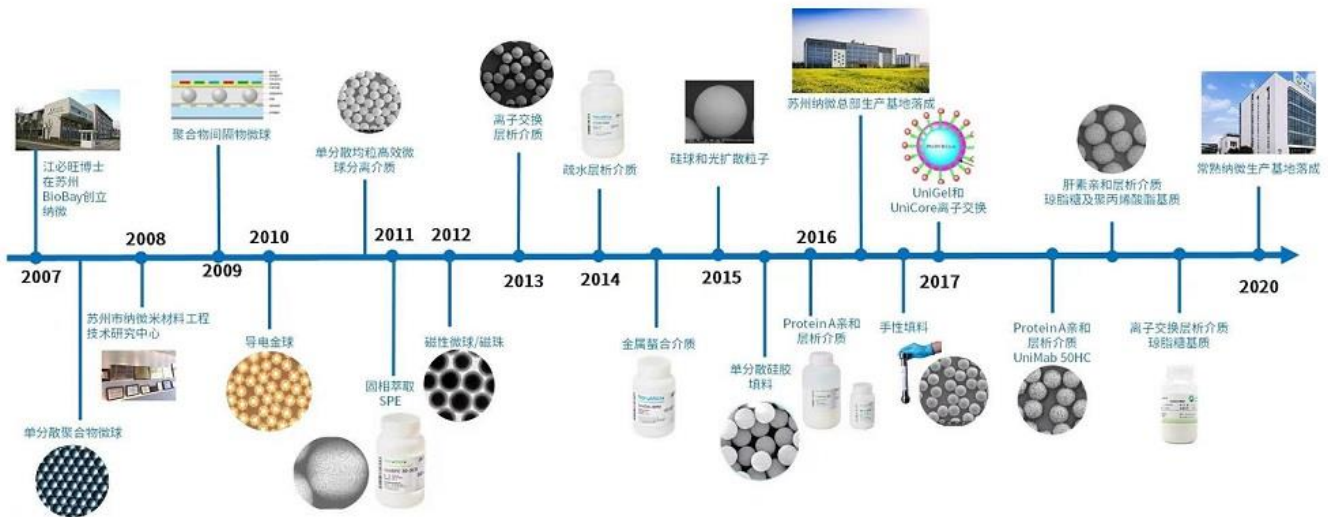 江必旺博士
在苏州
BioBay创立
纳微
2007
单分散聚合物微球
2008
苏州市纳微米材料工程
技术研究中心
聚合物间隔物微球
2009
2010
导电金球
单分散均粒高效微
球分离介质
2011
固相萃取
SPE
2012
磁性微球/磁珠
离子交换
层析介质
2013
疏水层析介质
2014
金属螯合介质
硅球和光扩散粒子
2015
单分散硅胶
填料
2016
Protein A亲和
层析介质
苏州纳微总部生产基地落成
手性填料
UniGel和
UniCore离子交换
2017
Protein A亲和
层析介质
UniMab 50HC
肝素亲和层析介质
琼脂糖及聚丙烯酸脂基质
离子交换层析介质
琼脂糖基质
常熟纳微生产基地落成
2020